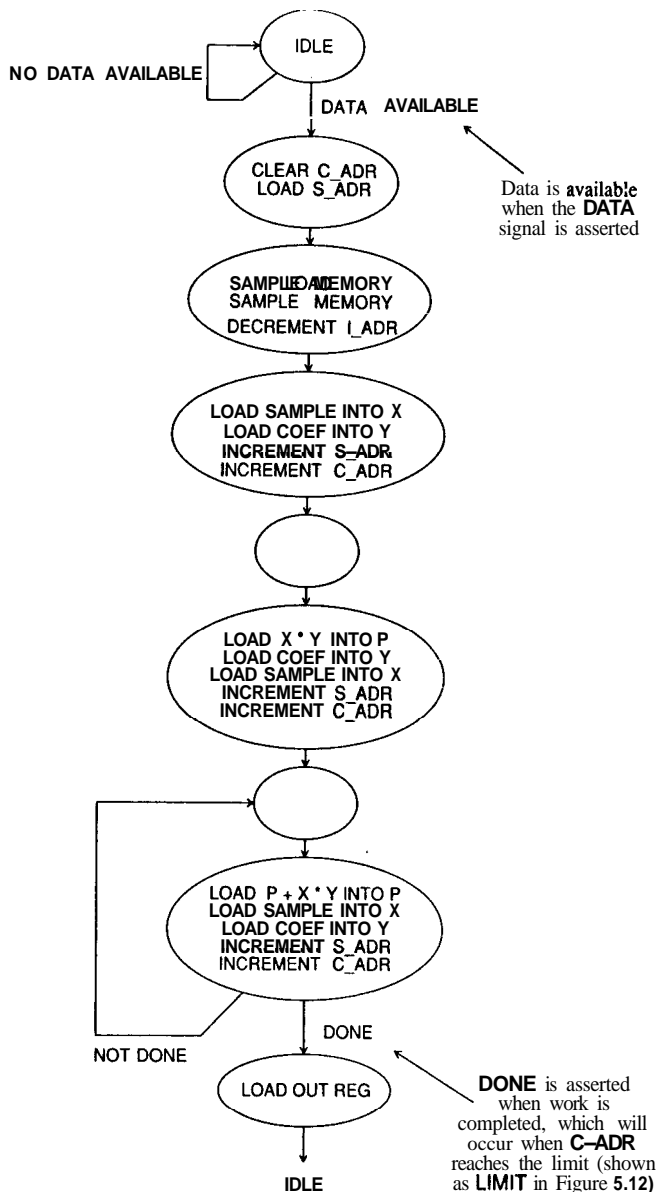 IDLE
NO DATA AVAILABLE
DATA AVAILABLE
CLEAR C_ADR
LOAD S_ADR
Data is available
when the DATA
signal is asserted
SAMPLE MEMORY
SAMPLE MEMORY
DECREMENT I_ADR
LOAD SAMPLE INTO X
LOAD COEF INTO Y
INCREMENT S–ADR
INCREMENT C_ADR
LOAD X * Y INTO P
LOAD COEF INTO Y
LOAD SAMPLE INTO X
INCREMENT S_ADR
INCREMENT C_ADR
LOAD P + X * Y INTO P
LOAD SAMPLE INTO X
LOAD COEF INTO Y
INCREMENT S_ADR
INCREMENT C_ADR
NOT DONE
DONE
LOAD OUT REG
DONE is asserted
when work is
completed, which will
occur when C–ADR
reaches the limit (shown
as LIMIT in Figure 5.12)
IDLE